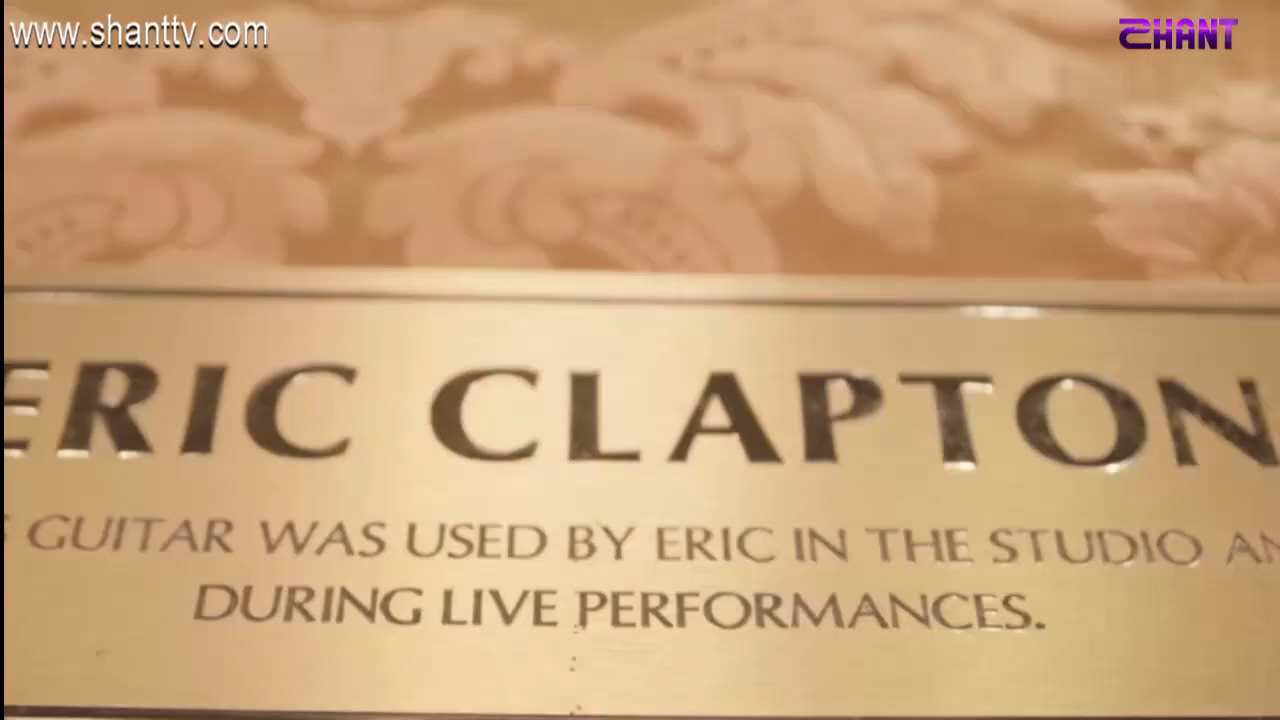 www.shanttv.com
SHANT
ERIC CLAPTON
GUITAR WAS USED BY ERIC IN THE STUDIO
DURING LIVE PERFORMANCES.